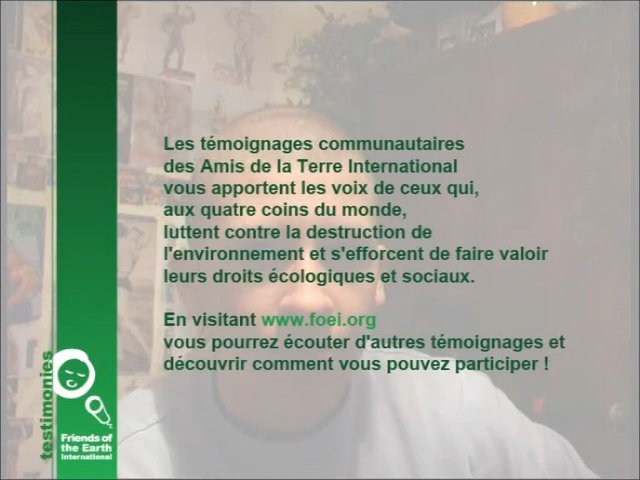 Les témoignages communautaires
des Amis de la Terre International
vous apportent les voix de ceux qui,
aux quatre coins du monde,
luttent contre la destruction de
l'environnement et s'efforcent de faire valoir
leurs droits écologiques et sociaux.
En visitant www.foei.org
vous pourrez écouter d'autres témoignages et
découvrir comment vous pouvez participer !
testimonies
Friends of
the Earth
International